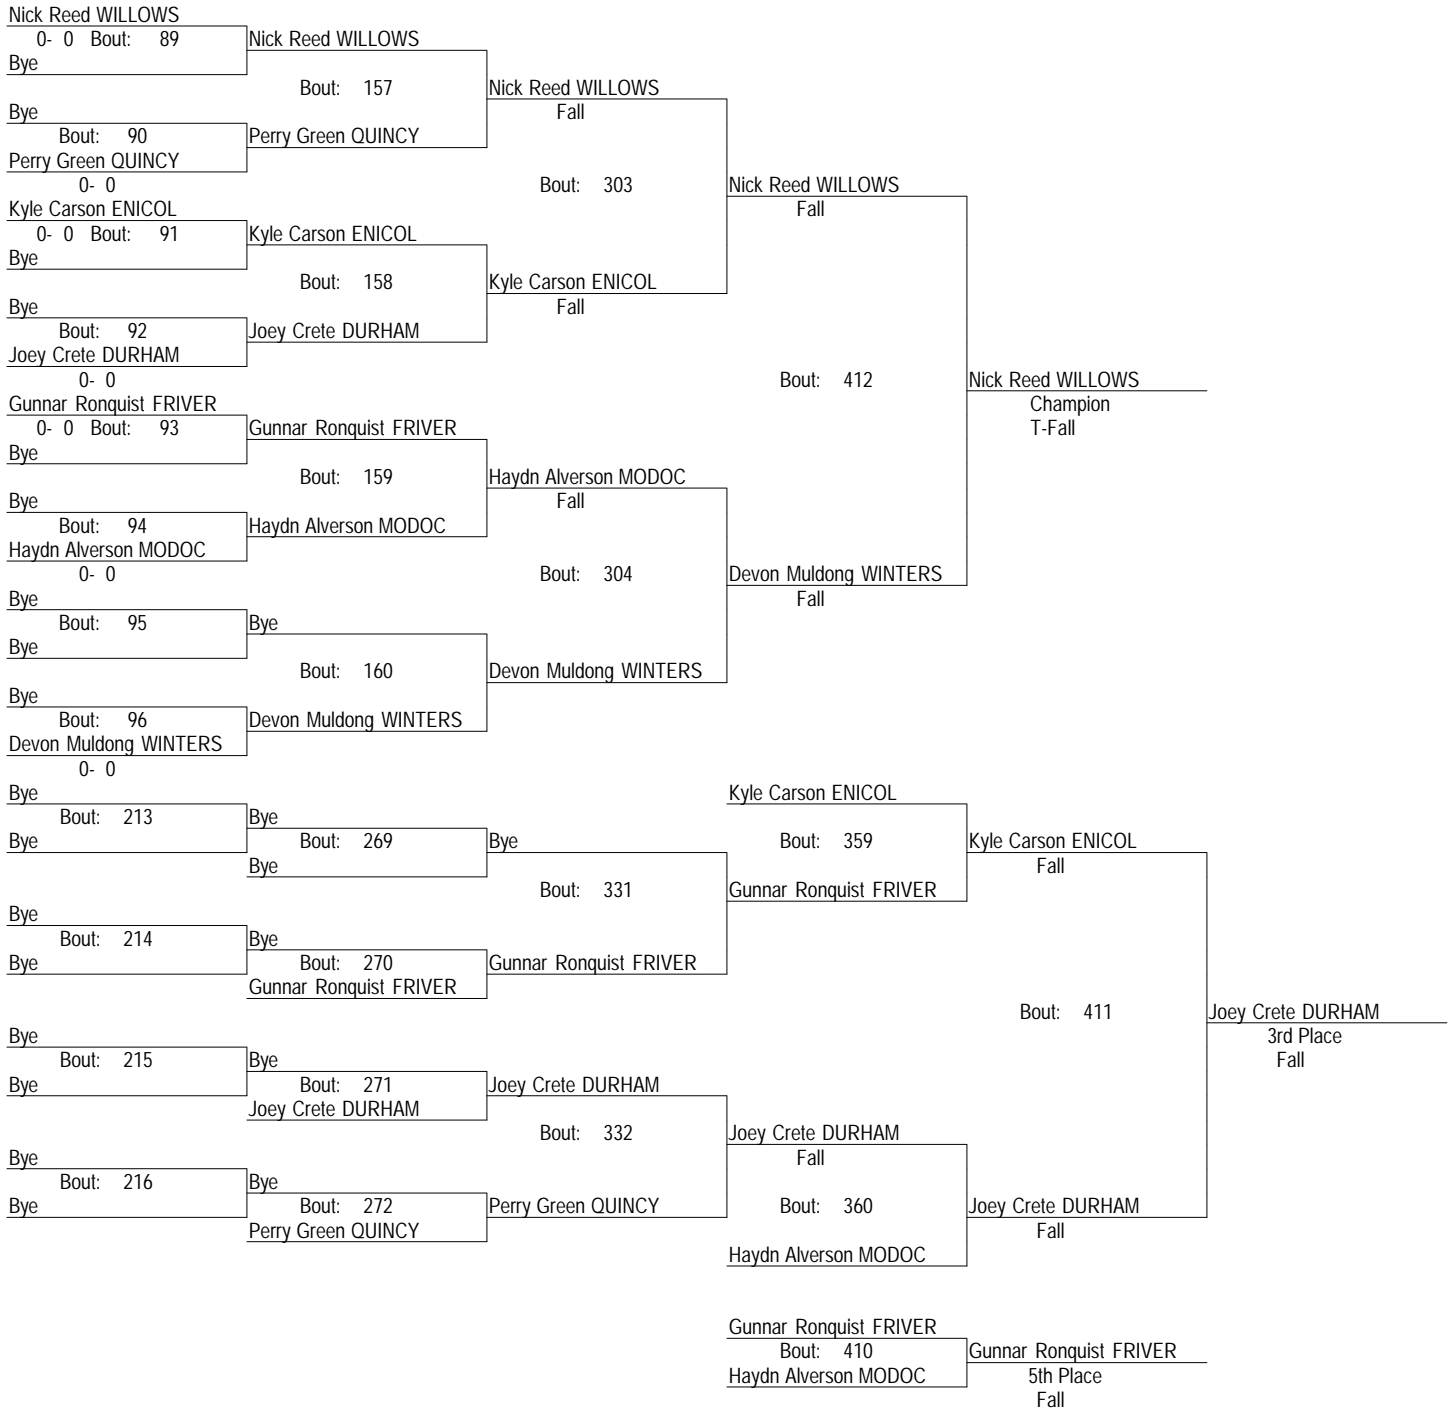 Nick Reed WILLOWS
0- 0 Bout: 89
Nick Reed WILLOWS
Bye
Bout: 157
Nick Reed WILLOWS
Fall
Bye
Bout: 90
Perry Green QUINCY
Perry Green QUINCY
0- 0
Bout: 303
Nick Reed WILLOWS
Fall
Kyle Carson ENICOL
0- 0 Bout: 91
Kyle Carson ENICOL
Bye
Bout: 158
Kyle Carson ENICOL
Fall
Bye
Bout: 92
Joey Crete DURHAM
Joey Crete DURHAM
0- 0
Bout: 412
Nick Reed WILLOWS
Champion
T-Fall
Gunnar Ronquist FRIVER
0- 0 Bout: 93
Gunnar Ronquist FRIVER
Bye
Bout: 159
Haydn Alverson MODOC
Fall
Bye
Bout: 94
Haydn Alverson MODOC
Haydn Alverson MODOC
0- 0
Bout: 304
Devon Muldong WINTERS
Fall
Bye
Bout: 95
Bye
Bye
Bout: 160
Devon Muldong WINTERS
Bye
Bout: 96
Devon Muldong WINTERS
Devon Muldong WINTERS
0- 0
Bye
Bout: 213
Bye
Bye
Bout: 269
Bye
Bye
Kyle Carson ENICOL
Bout: 359
Kyle Carson ENICOL
Fall
Bout: 331
Gunnar Ronquist FRIVER
Bye
Bout: 214
Bye
Bye
Bout: 270
Gunnar Ronquist FRIVER
Gunnar Ronquist FRIVER
Bout: 411
Joey Crete DURHAM
3rd Place
Fall
Bye
Bout: 215
Bye
Bye
Bout: 271
Joey Crete DURHAM
Joey Crete DURHAM
Bout: 332
Joey Crete DURHAM
Fall
Bye
Bout: 216
Bye
Bye
Bout: 272
Perry Green QUINCY
Perry Green QUINCY
Bout: 360
Joey Crete DURHAM
Fall
Haydn Alverson MODOC
Gunnar Ronquist FRIVER
Bout: 410
Gunnar Ronquist FRIVER
Haydn Alverson MODOC
5th Place
Fall